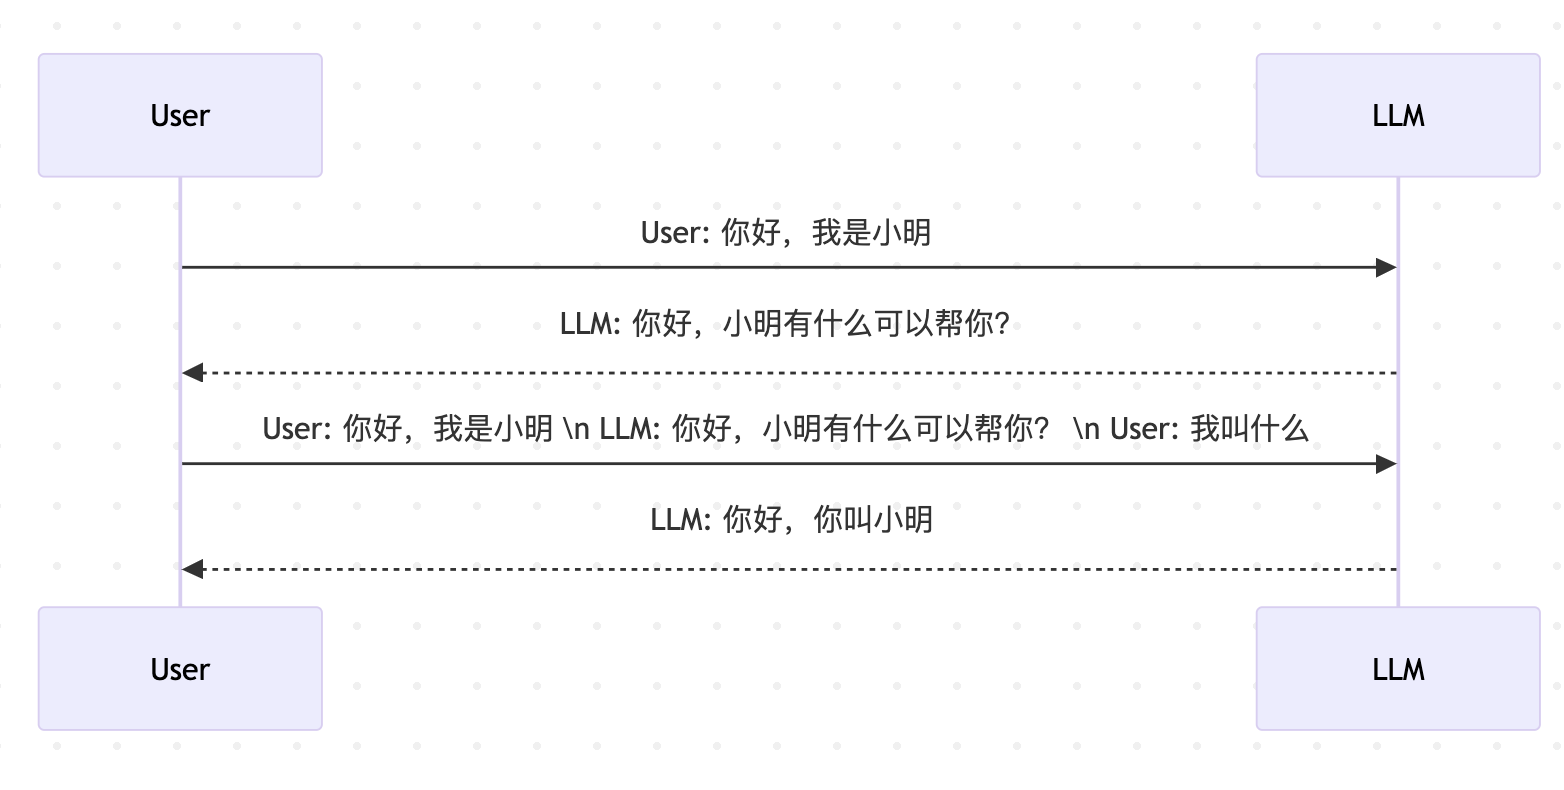 User
LLM
User: 你好，我是小明
LLM: 你好，小明有什么可以帮你？
User: 你好，我是小明 \n LLM: 你好，小明有什么可以帮你？ \n User: 我叫什么
LLM: 你好，你叫小明
User
LLM